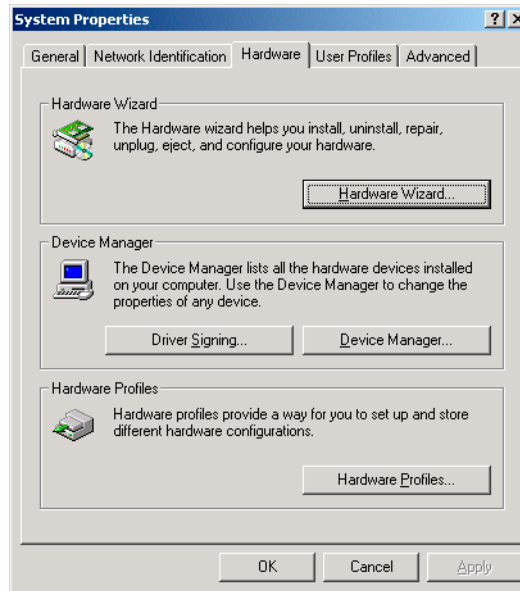 System Properties
General
Network Identification
Hardware
User Profiles
Advanced
Hardware Wizard
The Hardware wizard helps you install, uninstall, repair,
unplug, eject, and configure your hardware.
Hardware Wizard...
Device Manager
The Device Manager lists all the hardware devices installed
on your computer. Use the Device Manager to change the
properties of any device.
Driver Signing...
Device Manager...
Hardware Profiles
Hardware profiles provide a way for you to set up and store
different hardware configurations.
Hardware Profiles...
OK
Cancel
Apply